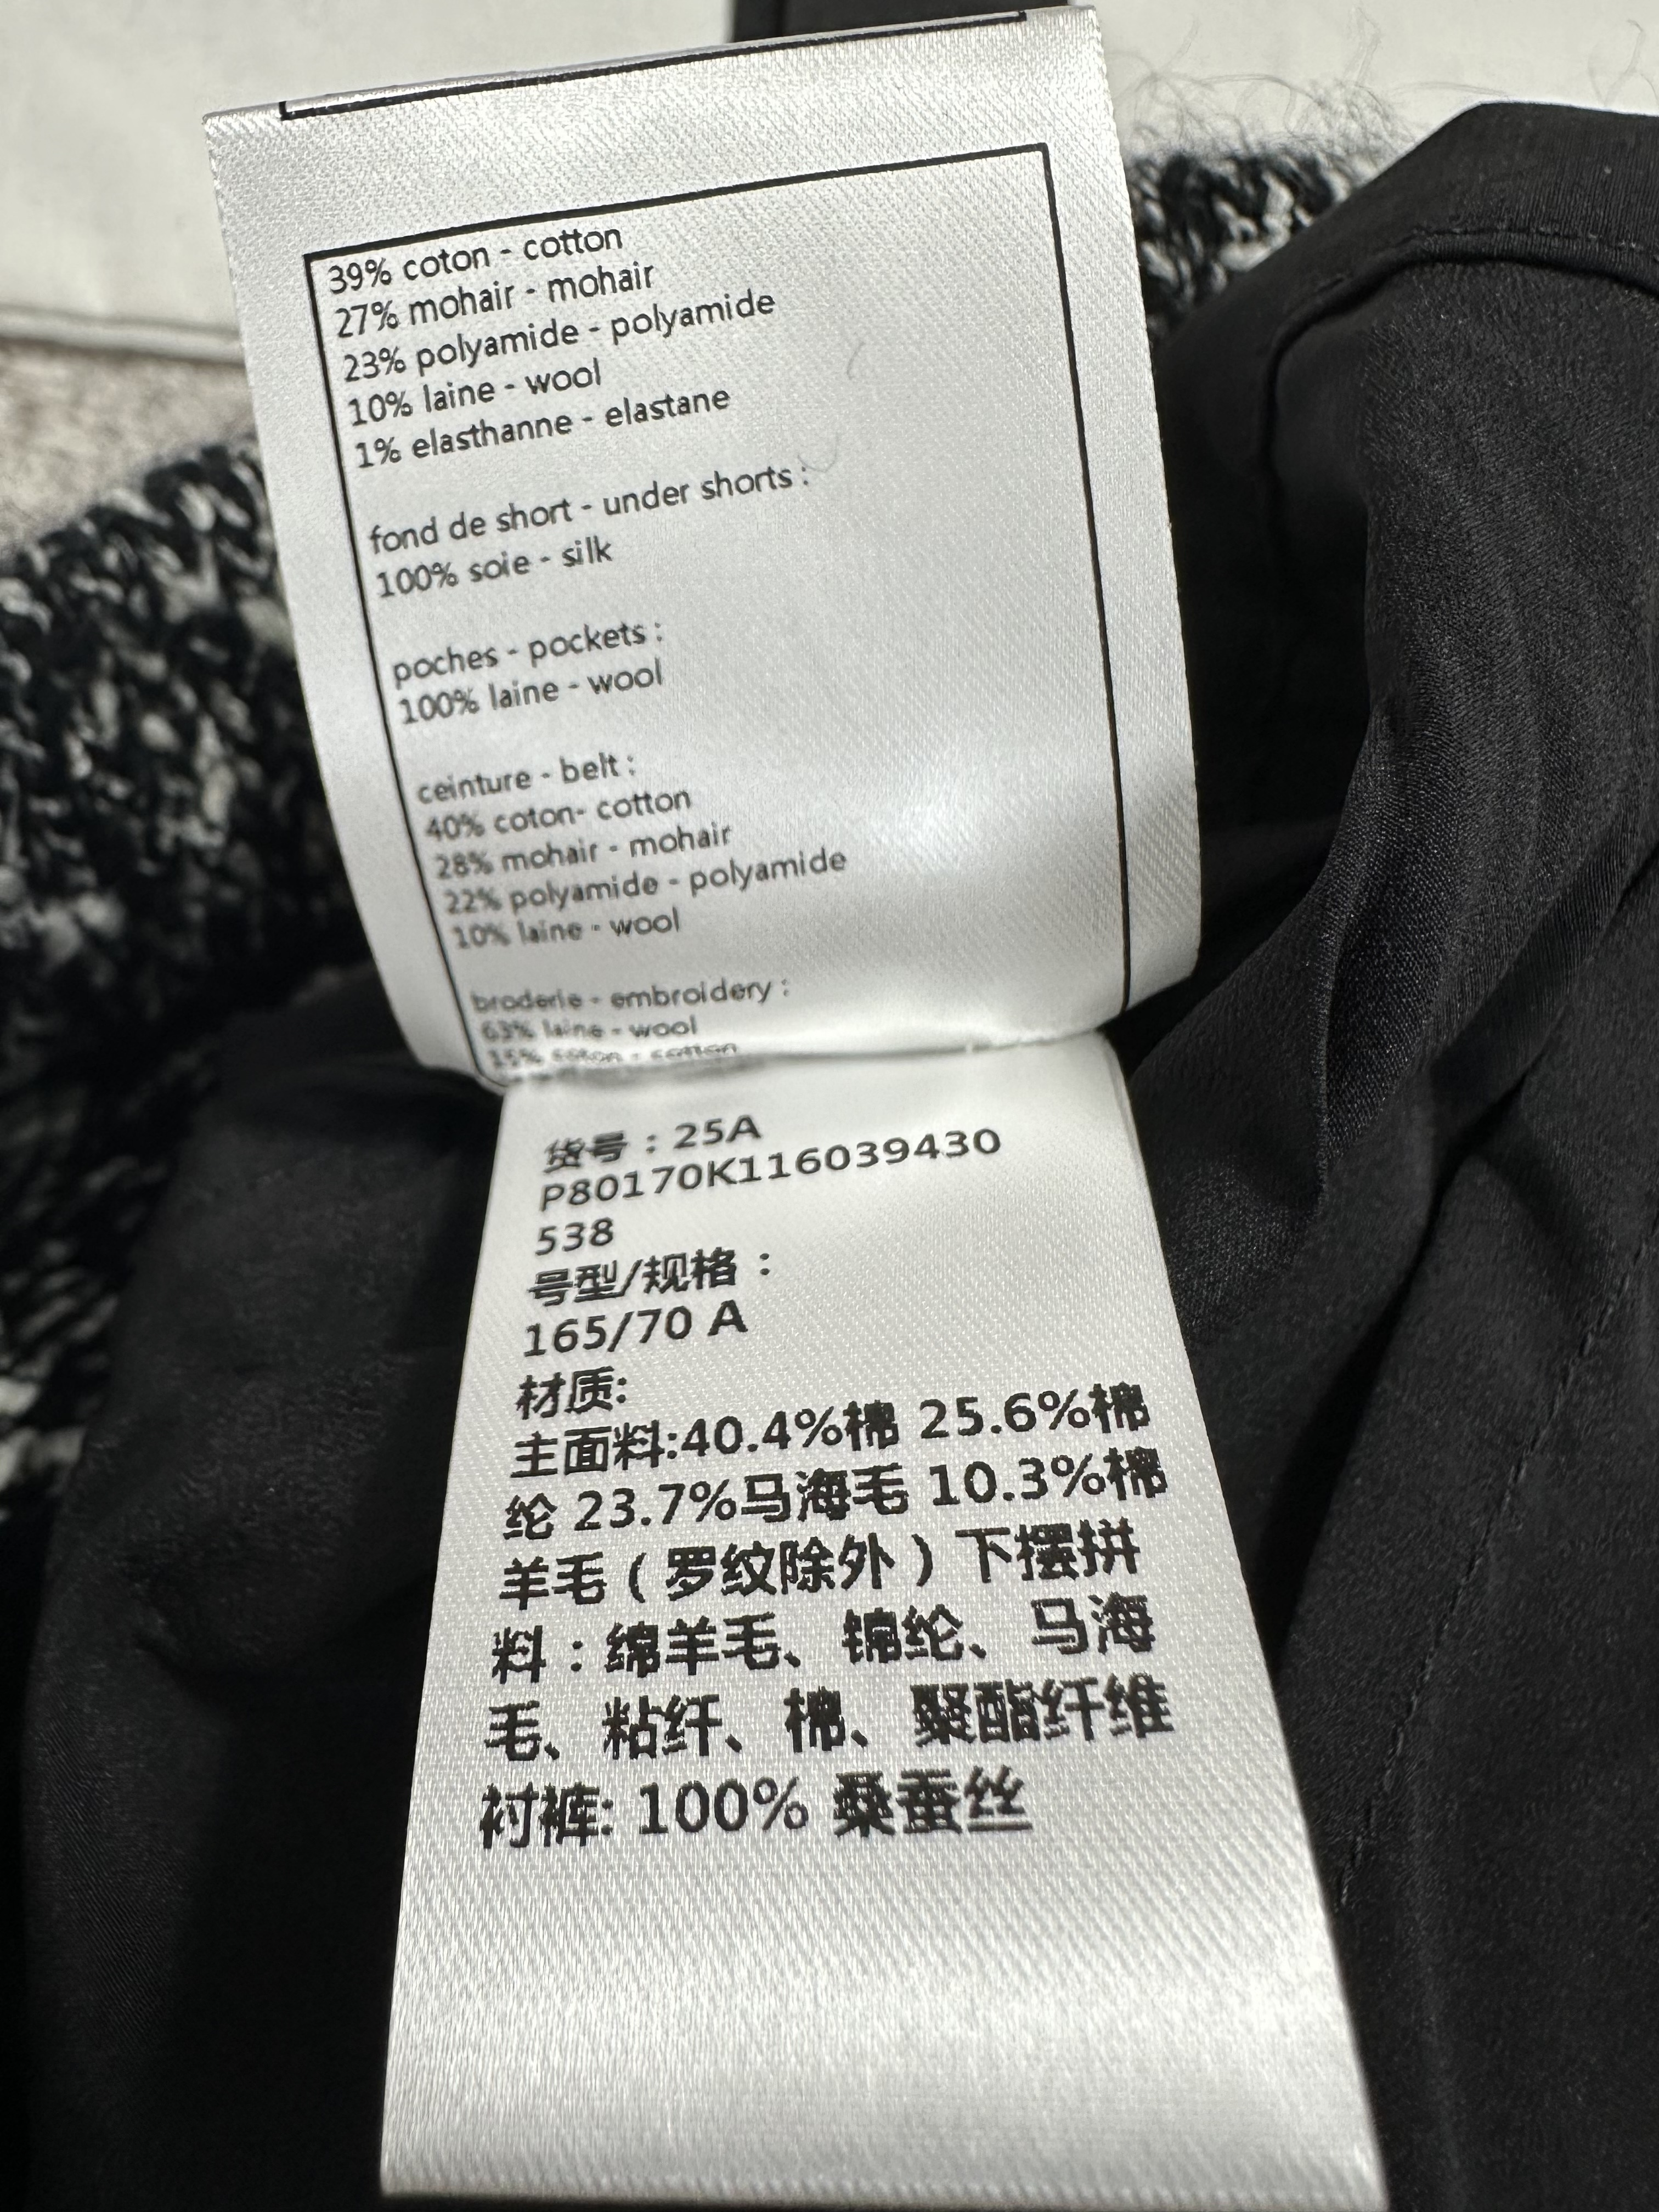 39% coton - cotton
27% mohair - mohair
23% polyamide - polyamide
10% laine - wool
1% elasthanne - elastane
fond de short - under shorts :
100% soie - silk
poches - pockets :
100% laine - wool
ceinture - belt :
40% coton- cotton
28% mohair - mohair
22% polyamide - polyamide
10% laine - wool
broderie - embroidery :
63% laine - wool
15% coton - cotton
货号：25A
P80170K116039430
538
号型/规格：
165/70 A
材质:
主面料:40.4%棉 25.6%棉
纶 23.7%马海毛 10.3%棉
羊毛（罗纹除外）下摆拼
料：绵羊毛、锦纶、马海
毛、粘纤、棉、聚酯纤维
衬裤: 100% 桑蚕丝